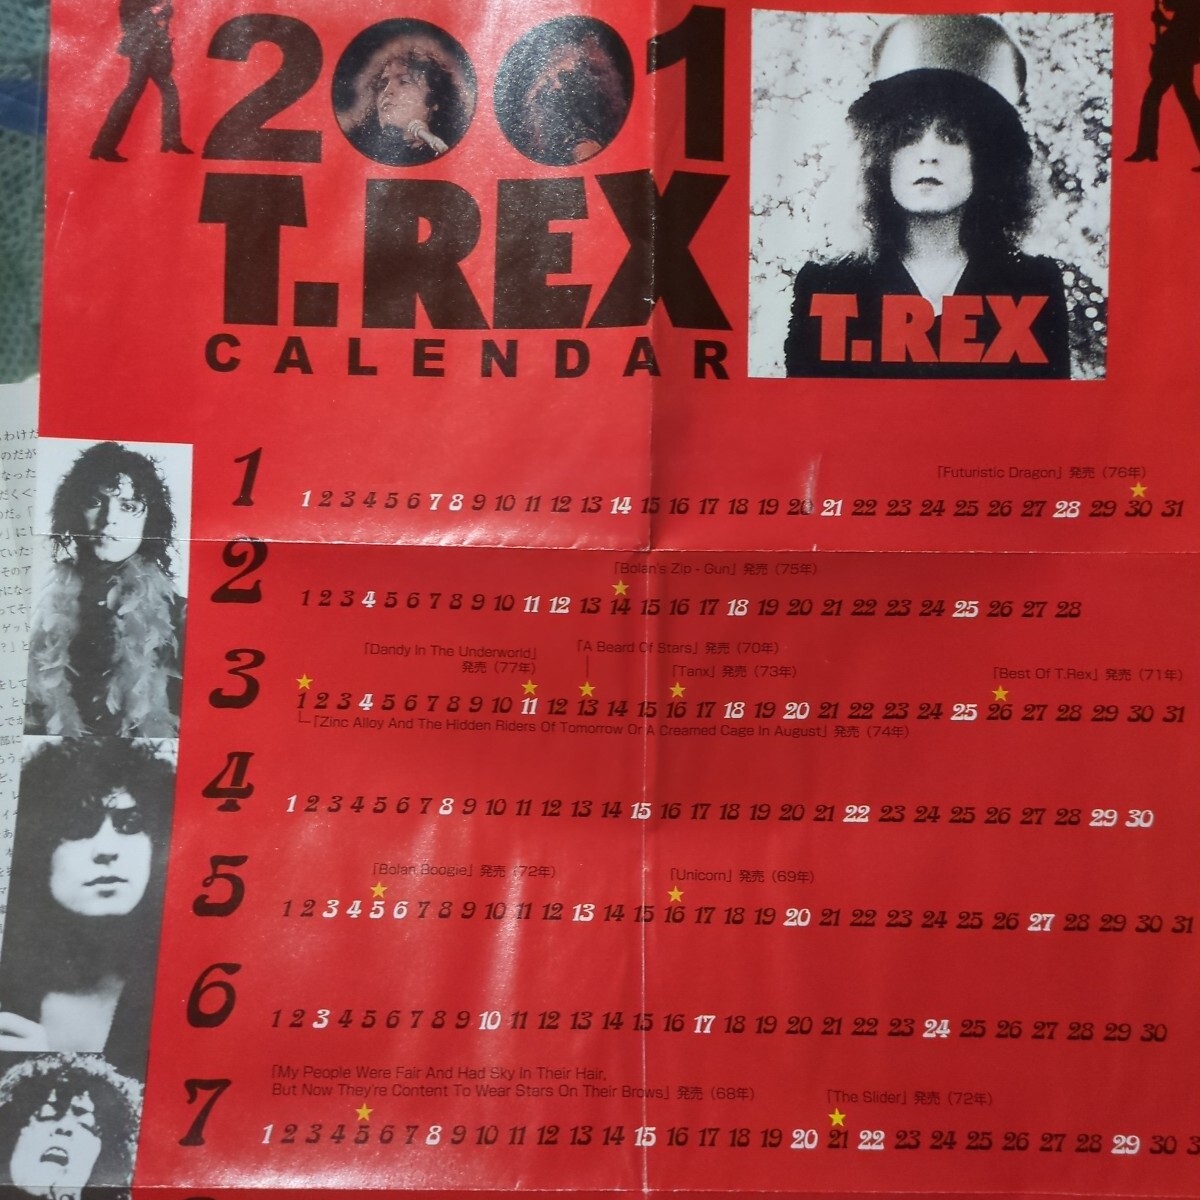 2001
T.REX
CALENDAR
T.REX
1
「Futuristic Dragon」発売（76年）
1 2 3 4 5 6 7 8 9 10 11 12 13 14 15 16 17 18 19 20 21 22 23 24 25 26 27 28 29 30 31
2
「Bolan's Zip - Gun」発売（75年）
1 2 3 4 5 6 7 8 9 10 11 12 13 14 15 16 17 18 19 20 21 22 23 24 25 26 27 28
3
「Dandy In The Underworld」
発売（77年）
「A Beard Of Stars」発売（70年）
「Tanx」発売（73年）
「Best Of T.Rex」発売（71年）
1 2 3 4 5 6 7 8 9 10 11 12 13 14 15 16 17 18 19 20 21 22 23 24 25 26 27 28 29 30 31
「Zinc Alloy And The Hidden Riders Of Tomorrow Or A Creamed Cage In August」発売（74年）
4
1 2 3 4 5 6 7 8 9 10 11 12 13 14 15 16 17 18 19 20 21 22 23 24 25 26 27 28 29 30
5
「Bolan Boogie」発売（72年）
「Unicorn」発売（69年）
1 2 3 4 5 6 7 8 9 10 11 12 13 14 15 16 17 18 19 20 21 22 23 24 25 26 27 28 29 30 31
6
1 2 3 4 5 6 7 8 9 10 11 12 13 14 15 16 17 18 19 20 21 22 23 24 25 26 27 28 29 30
7
「My People Were Fair And Had Sky In Their Hair,
But Now They're Content To Wear Stars On Their Brows」発売（68年）
「The Slider」発売（72年）
1 2 3 4 5 6 7 8 9 10 11 12 13 14 15 16 17 18 19 20 21 22 23 24 25 26 27 28 29 30